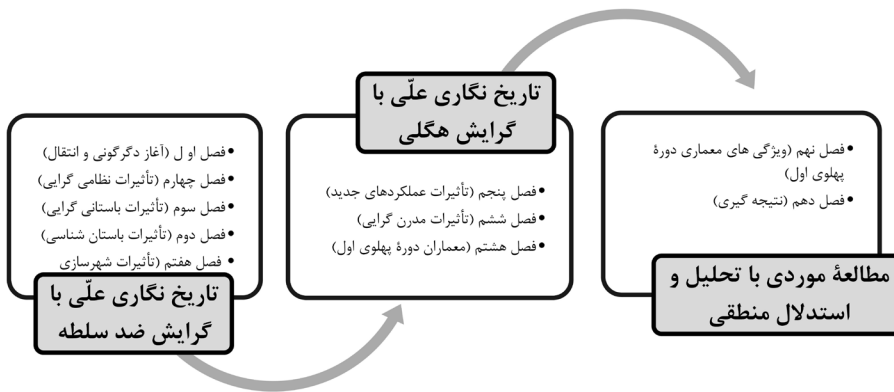 فصل او ل (آغاز دگرگونی و انتقال)
فصل چهارم (تأثیرات نظامی گرایی)
فصل سوم (تأثیرات باستانی گرایی)
فصل دوم (تأثیرات باستان شناسی)
فصل هفتم (تأثیرات شهرسازی
تاریخ نگاری علّی با
گرایش ضد سلطه
تاریخ نگاری علّی با
گرایش هگلی
فصل پنجم (تأثیرات عملکردهای جدید)
فصل ششم (تأثیرات مدرن گرایی)
فصل هشتم (معماران دورۀ پهلوی اول)
فصل نهم (ویژگی های معماری دورۀ
پهلوی اول)
فصل دهم (نتیجه گیری)
مطالعۀ موردی با تحلیل و
استدلال منطقی